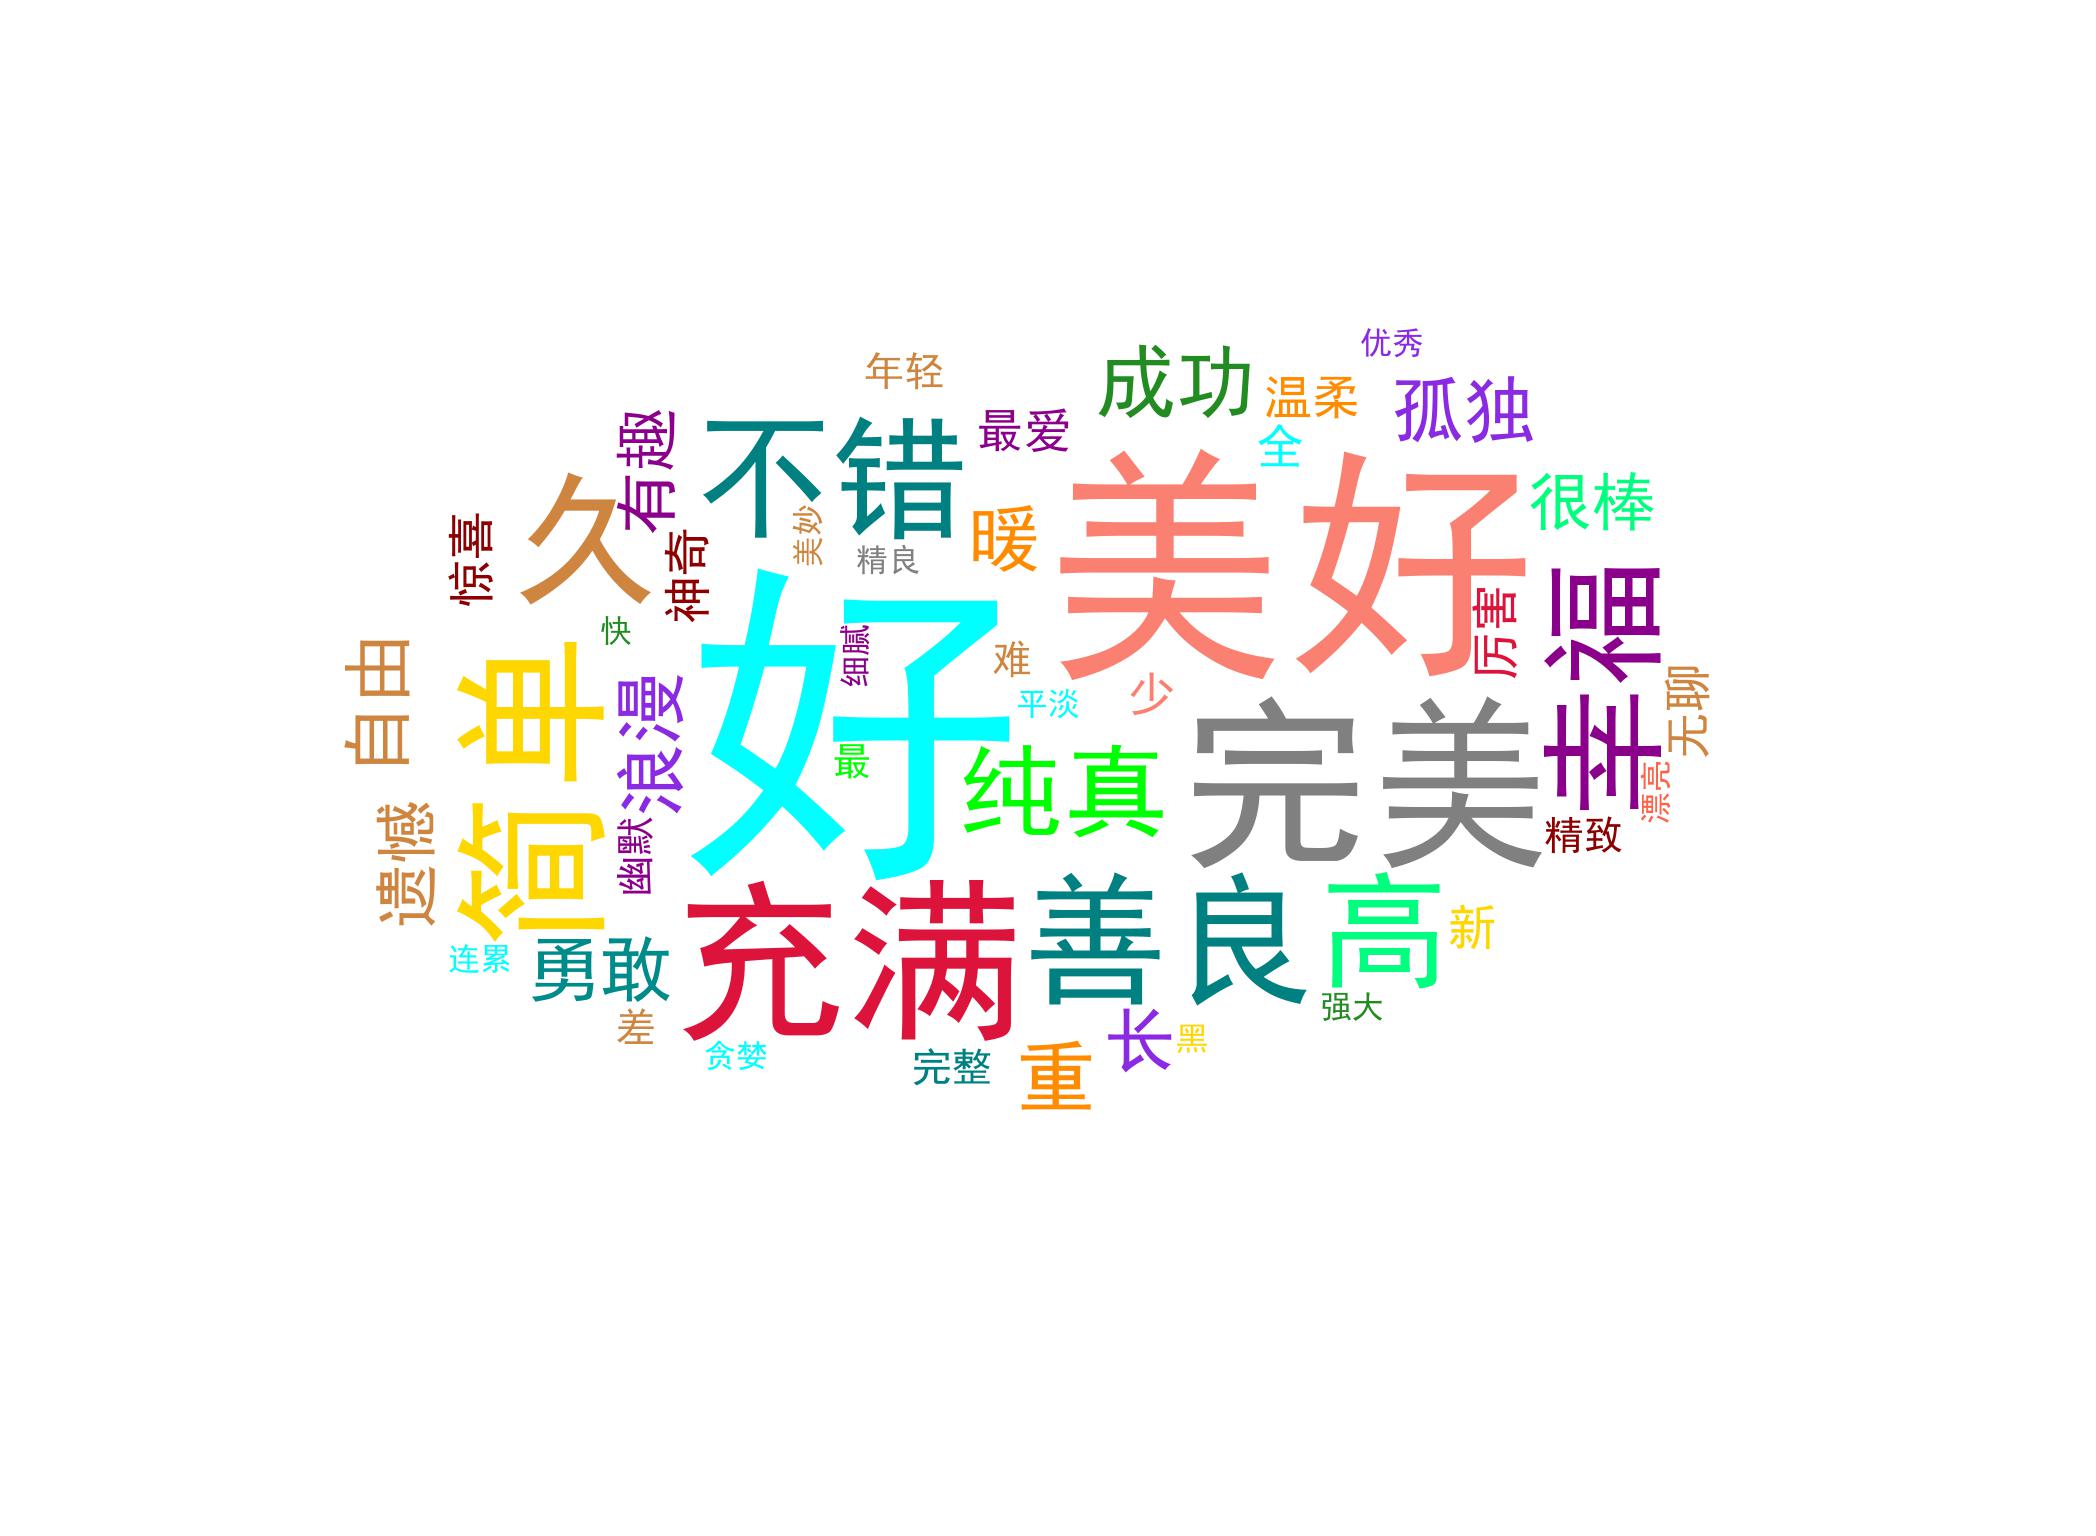 优秀
年轻
成功
温柔
孤独
最爱
全
有趣
不错
美好
很棒
久
惊喜
神奇
美妙
精良
暖
幸福
厉害
好
快
细腻
难
平淡
少
自由
简单
浪漫
最
纯真
完美
无聊
漂亮
精致
遗憾
幽默
充满
善良
高
新
连累
勇敢
强大
差
贪婪
完整
重
长
黑